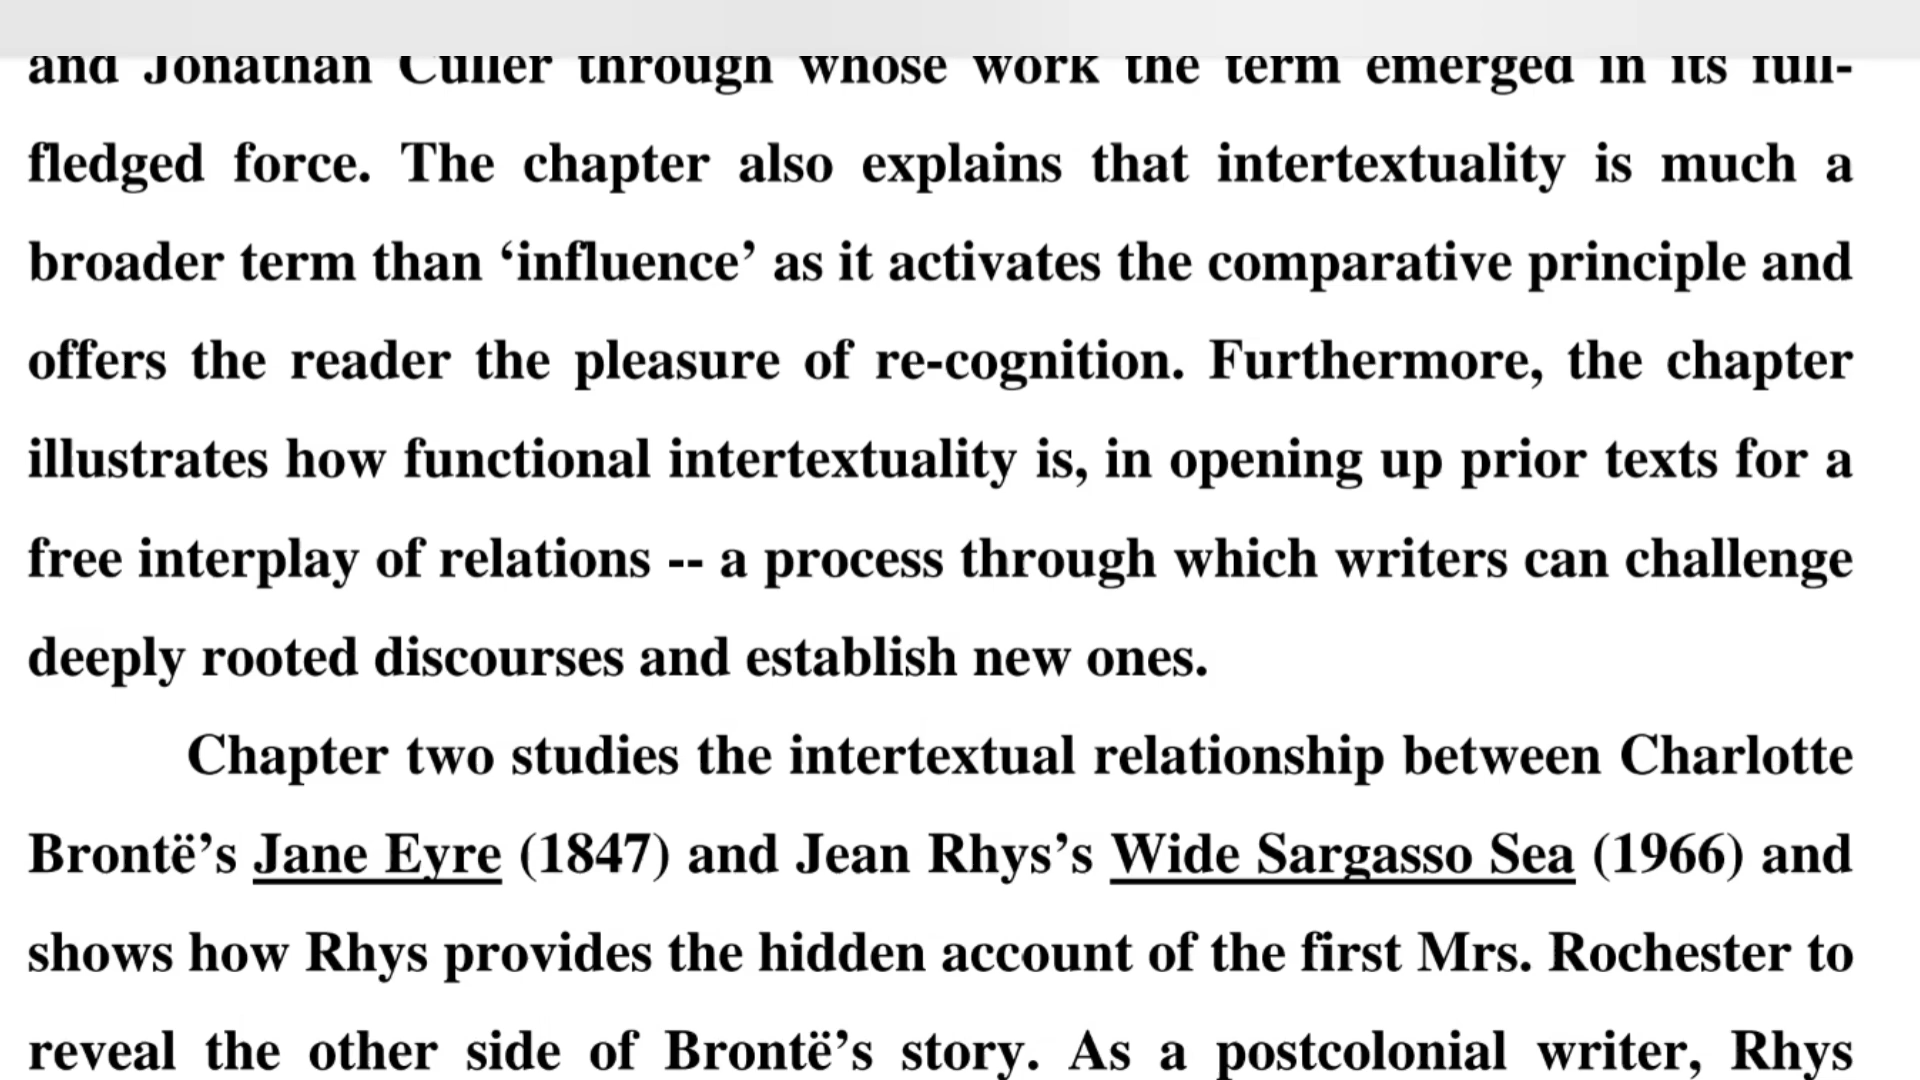 and Jonathan Culler through whose work the term emerged in its full-
fledged force. The chapter also explains that intertextuality is much a
broader term than ‘influence’ as it activates the comparative principle and
offers the reader the pleasure of re-cognition. Furthermore, the chapter
illustrates how functional intertextuality is, in opening up prior texts for a
free interplay of relations -- a process through which writers can challenge
deeply rooted discourses and establish new ones.
Chapter two studies the intertextual relationship between Charlotte
Brontë’s Jane Eyre (1847) and Jean Rhys’s Wide Sargasso Sea (1966) and
shows how Rhys provides the hidden account of the first Mrs. Rochester to
reveal the other side of Brontë’s story. As a postcolonial writer, Rhys